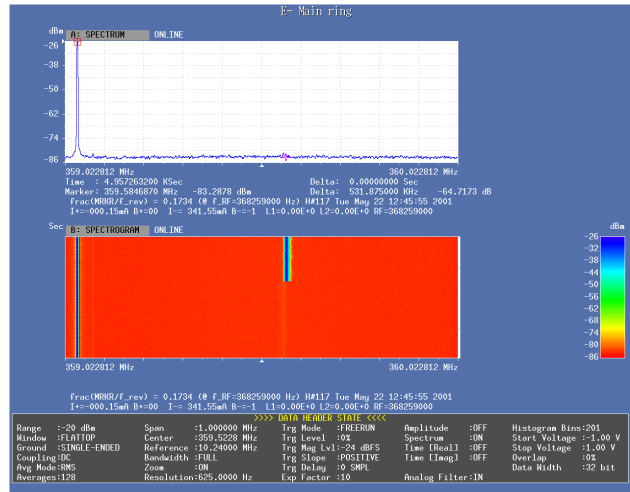 E- Main ring
dBm
A: SPECTRUM ONLINE
-26
-38
-50
-62
-74
-86
359.022812 MHz 360.022812 MHz
Time : 4.957263200 KSec Delta: 0.00000000 Sec
Marker: 359.5846870 MHz -83.2878 dBm Delta: 531.875000 KHz -64.7173 dB
frac(MRKR/f_rev) = 0.1734 (@ f_RF=368259000 Hz) H#117 Tue May 22 12:45:55 2001
I+=-000.15mA B+=00 I-= 341.55mA B-=-1 L1=0.00E+0 L2=0.00E+0 RF=368259000
Sec
B: SPECTROGRAM ONLINE
dBm
-26
-32
-38
-44
-50
-56
-62
-68
-74
-80
-86
359.022812 MHz 360.022812 MHz
frac(MRKR/f_rev) = 0.1734 (@ f_RF=368259000 Hz) H#117 Tue May 22 12:45:55 2001
I+=-000.15mA B+=00 I-= 341.55mA B-=-1 L1=0.00E+0 L2=0.00E+0 RF=368259000
>>>> DATA HEADER STATE <<<<
Range :-20 dBm Span :1.000000 MHz Trg Mode :FREERUN Amplitude :OFF Histogram Bins:201
Window :FLATTOP Center :359.5228 MHz Trg Level :0% Spectrum :ON Start Voltage :-1.00 V
Ground :SINGLE-ENDED Reference :10.24000 MHz Trg Mag Lvl:-24 dBFS Time [Real] :OFF Stop Voltage :1.00 V
Coupling:DC Bandwidth :FULL Trg Slope :POSITIVE Time [Imag] :OFF Overlap :0%
Avg Mode:RMS Zoom :ON Trg Delay :0 SMPL Data Width :32 bit
Averages:128 Resolution:625.0000 Hz Exp Factor :10 Analog Filter:IN